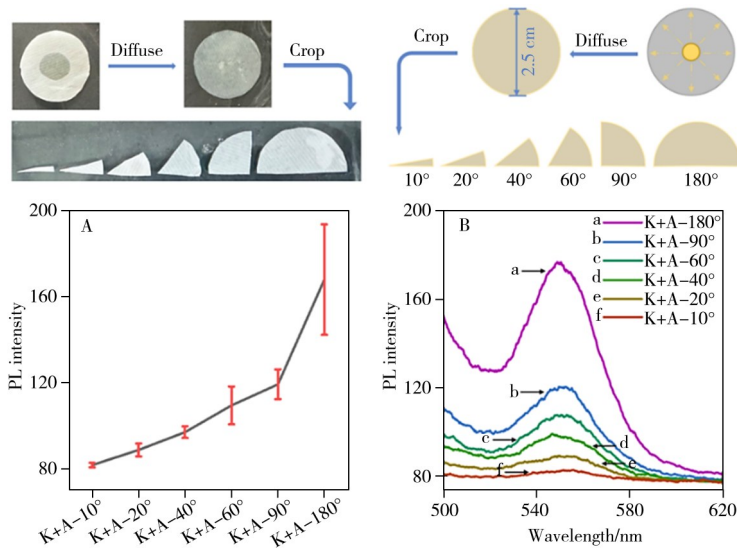 Diffuse
Crop
Crop
2.5 cm
Diffuse
10° 20° 40° 60° 90° 180°
A
200
160
120
80
PL intensity
K+A−10°
K+A−20°
K+A−40°
K+A−60°
K+A−90°
K+A−180°
B
200
160
120
80
PL intensity
a K+A−180°
b K+A−90°
c K+A−60°
d K+A−40°
e K+A−20°
f K+A−10°
a
b
c
d
e
f
500 540 580 620
Wavelength/nm